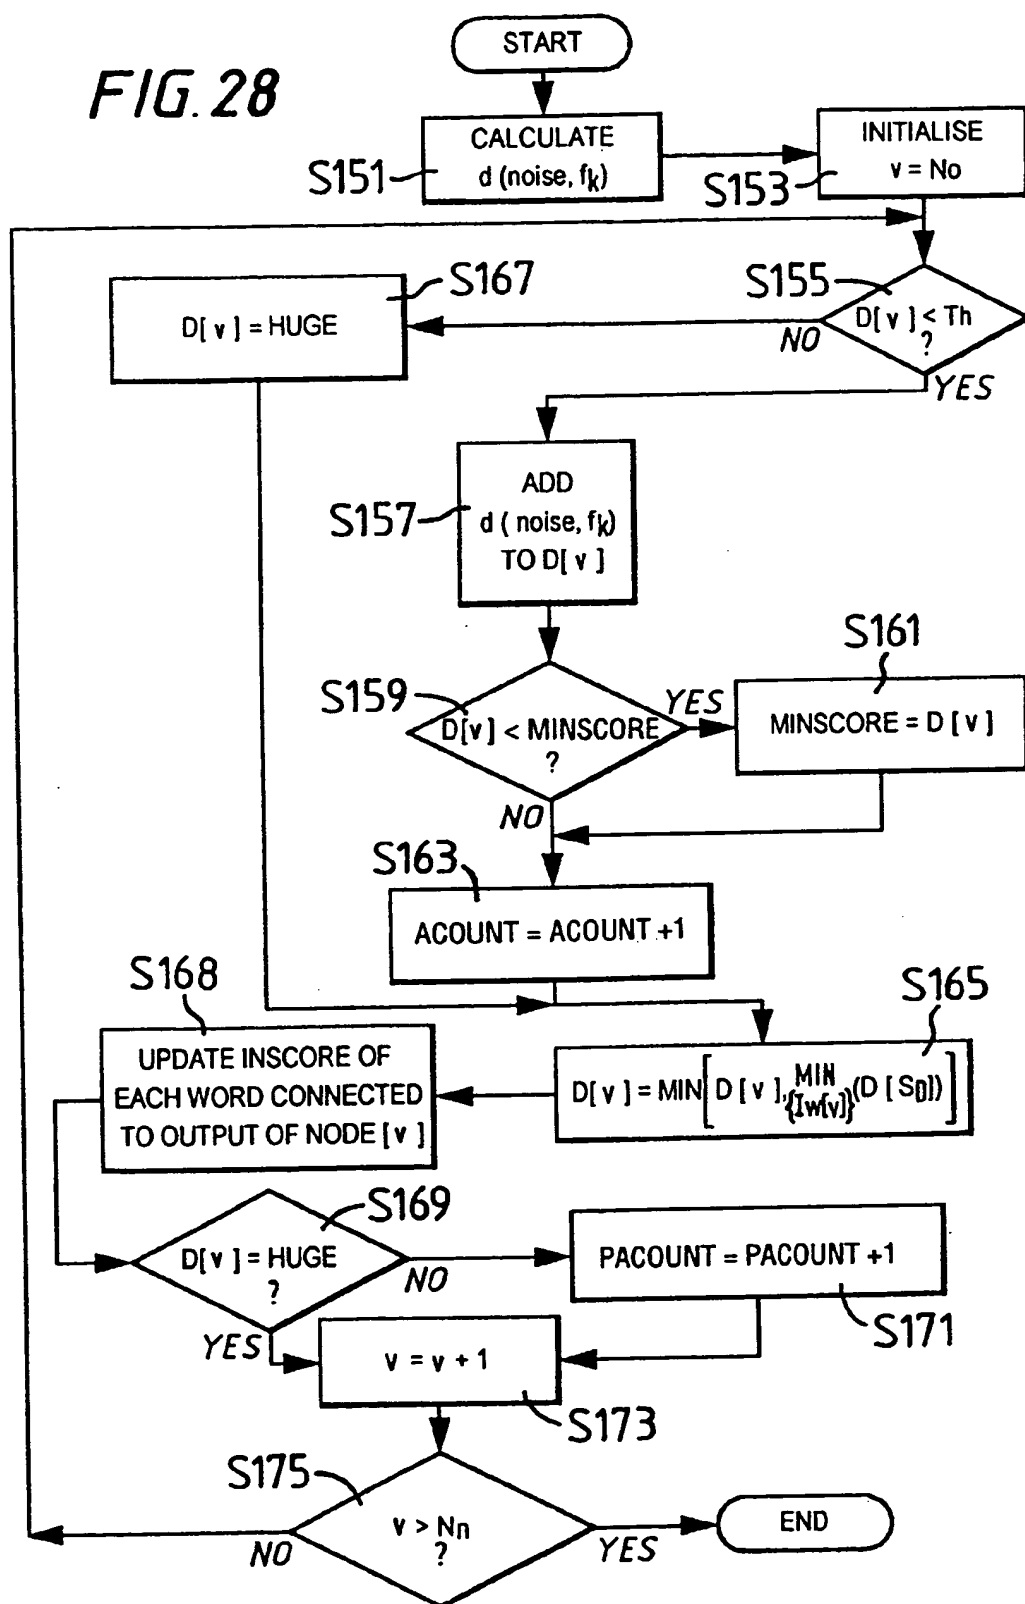 FIG. 28
START
CALCULATE
d (noise, fk)
S151
INITIALISE
v = No
S153
S155
D[v] < Th
?
NO
YES
S167
D[v] = HUGE
ADD
d (noise, fk)
TO D[v]
S157
S159
D[v] < MINSCORE
?
YES
NO
S161
MINSCORE = D[v]
S163
ACOUNT = ACOUNT +1
S165
D[v] = MIN[D[v], MIN (D[S0])]
{Iw[v]}
S168
UPDATE INSCORE OF
EACH WORD CONNECTED
TO OUTPUT OF NODE [v]
S169
D[v] = HUGE
?
NO
YES
PACOUNT = PACOUNT +1
S171
v = v + 1
S173
S175
v > Nn
?
NO
YES
END